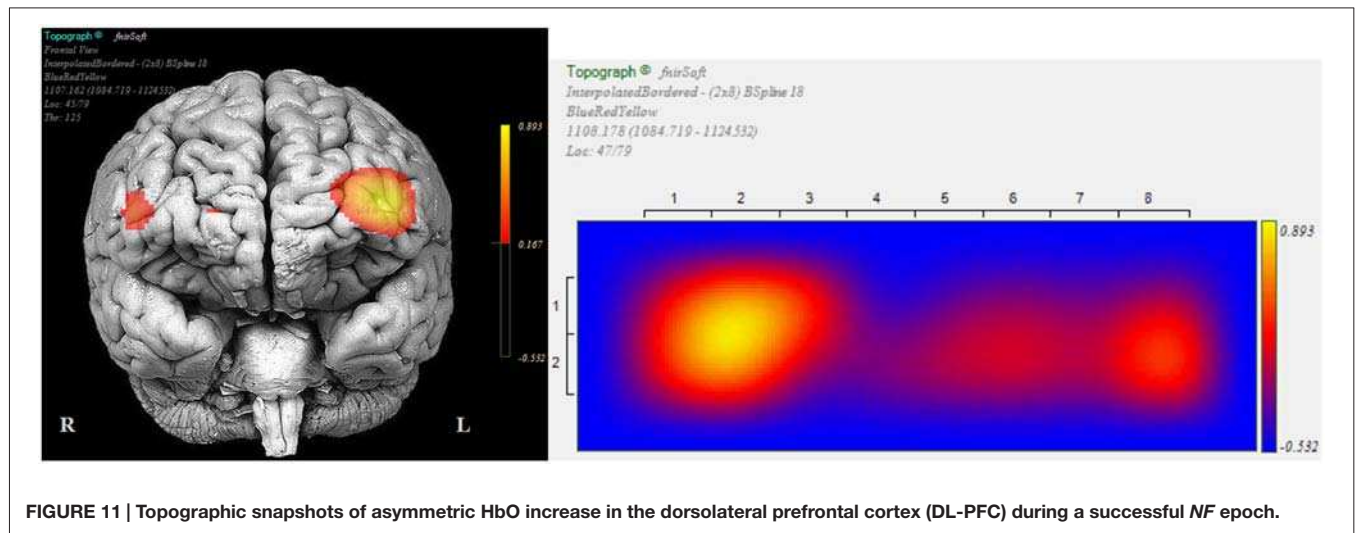 Topograph © fnirSoft
Frontal View
InterpolatedBordered - (2x8) BSpline 18
BlueRedYellow
1107.162 (1084.719 - 1124.532)
Loc: 45/79
Thr: 125
0.893
0.167
-0.532
R
L
Topograph © fnirSoft
InterpolatedBordered - (2x8) BSpline 18
BlueRedYellow
1108.178 (1084.719 - 1124.532)
Loc: 47/79
1 2 3 4 5 6 7 8
1
2
0.893
-0.532
FIGURE 11 | Topographic snapshots of asymmetric HbO increase in the dorsolateral prefrontal cortex (DL-PFC) during a successful NF epoch.